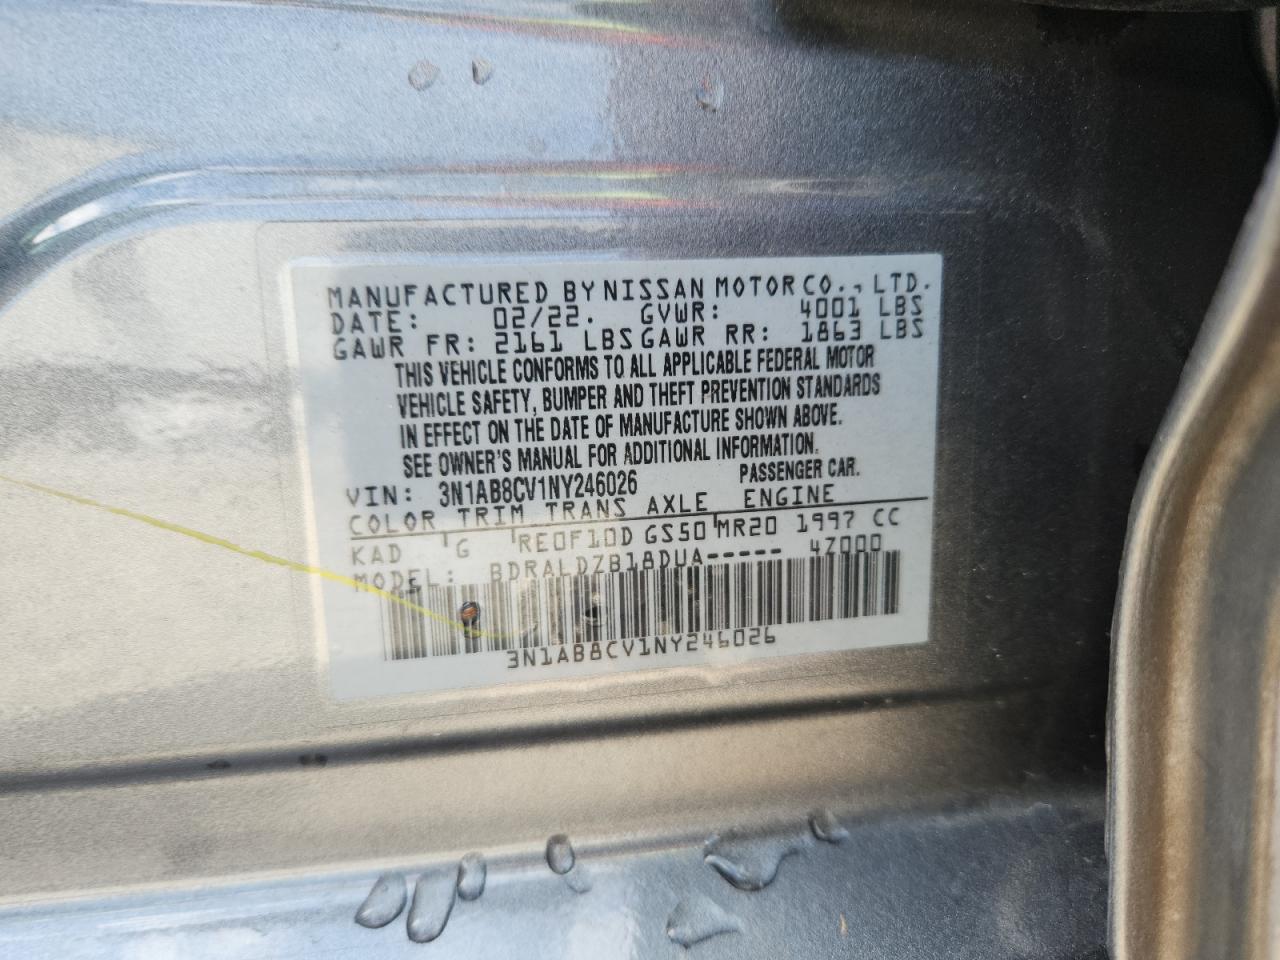 MANUFACTURED BY NISSAN MOTOR CO., LTD.
DATE: 02/22. GVWR: 4001 LBS
GAWR FR: 2161 LBS GAWR RR: 1863 LBS
THIS VEHICLE CONFORMS TO ALL APPLICABLE FEDERAL MOTOR
VEHICLE SAFETY, BUMPER AND THEFT PREVENTION STANDARDS
IN EFFECT ON THE DATE OF MANUFACTURE SHOWN ABOVE.
SEE OWNER'S MANUAL FOR ADDITIONAL INFORMATION.
VIN: 3N1AB8CV1NY246026 PASSENGER CAR.
COLOR TRIM TRANS AXLE ENGINE
KAD G RE0F10D GS50 MR20 1997 CC
MODEL: BDRALDZB18DUA----- 4Z000
3N1AB8CV1NY246026